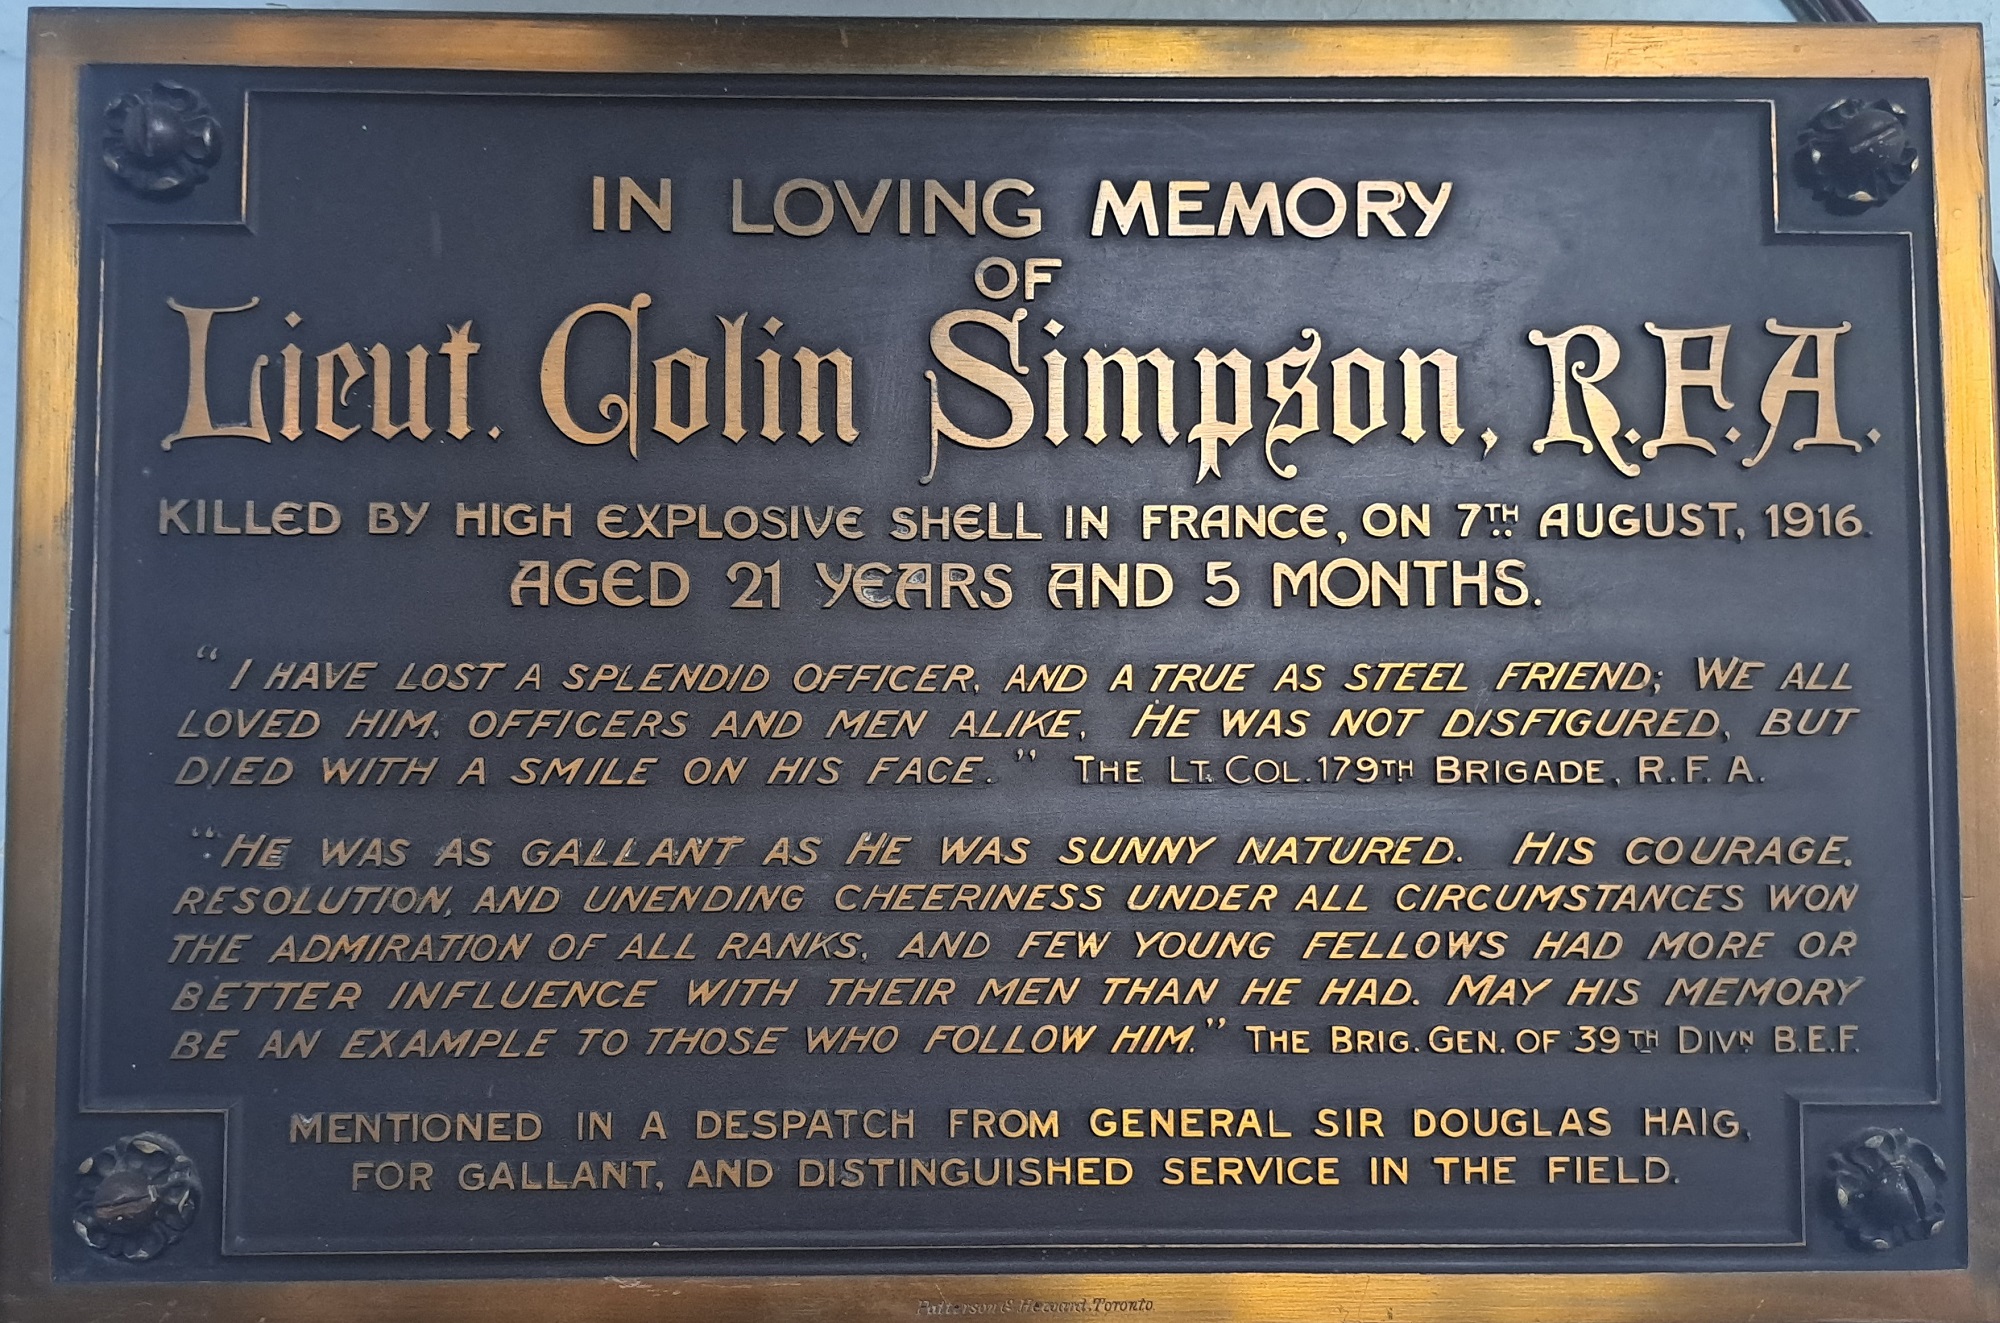 IN LOVING MEMORY
OF
Lieut. Colin Simpson, R.F.A.
KILLED BY HIGH EXPLOSIVE SHELL IN FRANCE, ON 7TH AUGUST, 1916.
AGED 21 YEARS AND 5 MONTHS.
“I HAVE LOST A SPLENDID OFFICER, AND A TRUE AS STEEL FRIEND; WE ALL
LOVED HIM, OFFICERS AND MEN ALIKE, HE WAS NOT DISFIGURED, BUT
DIED WITH A SMILE ON HIS FACE.” THE LT. COL. 179TH BRIGADE, R.F.A.
“HE WAS AS GALLANT AS HE WAS SUNNY NATURED. HIS COURAGE,
RESOLUTION, AND UNENDING CHEERINESS UNDER ALL CIRCUMSTANCES WON
THE ADMIRATION OF ALL RANKS, AND FEW YOUNG FELLOWS HAD MORE OR
BETTER INFLUENCE WITH THEIR MEN THAN HE HAD. MAY HIS MEMORY
BE AN EXAMPLE TO THOSE WHO FOLLOW HIM.” THE BRIG. GEN. OF 39TH DIVN B.E.F.
MENTIONED IN A DESPATCH FROM GENERAL SIR DOUGLAS HAIG,
FOR GALLANT, AND DISTINGUISHED SERVICE IN THE FIELD.
Patterson & Heward, Toronto.